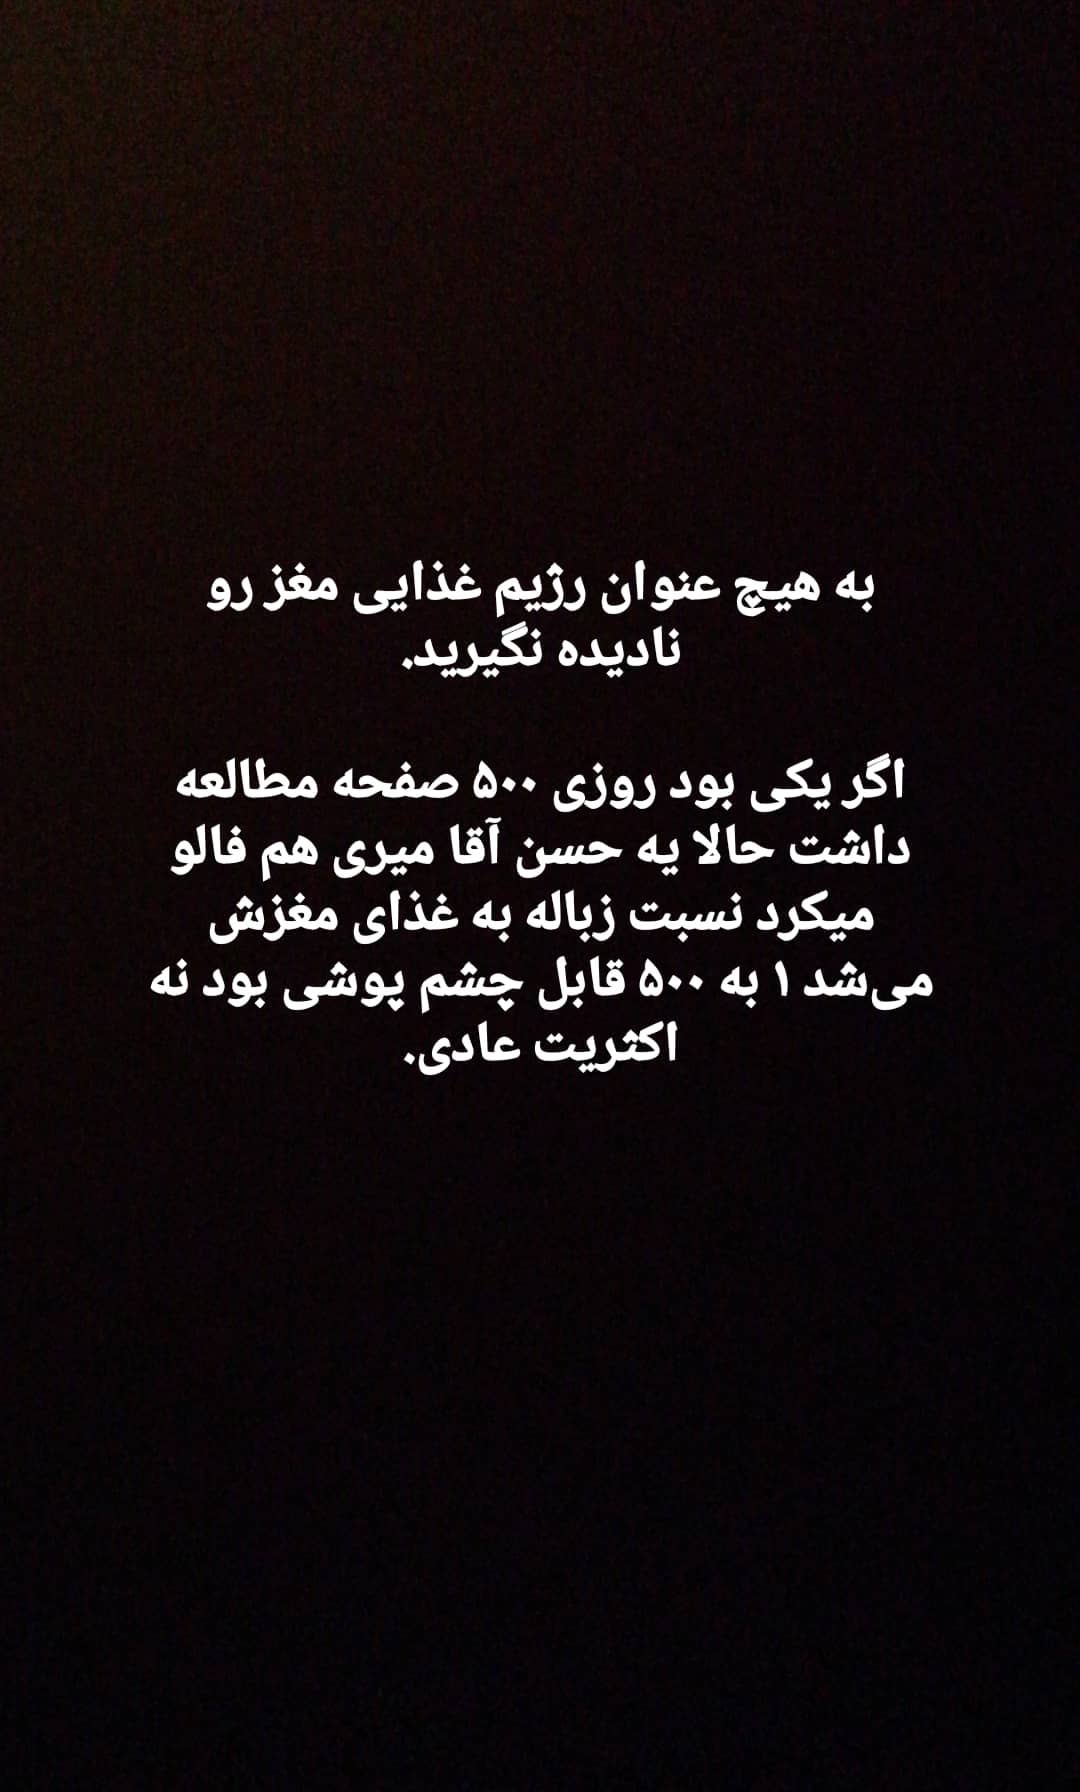 به هیچ عنوان رژیم غذایی مغز رو
نادیده نگیرید.
اگر یکی بود روزی ۵۰۰ صفحه مطالعه
داشت حالا یه حسن آقا میری هم فالو
میکرد نسبت زباله به غذای مغزش
می‌شد ۱ به ۵۰۰ قابل چشم پوشی بود نه
اکثریت عادی.